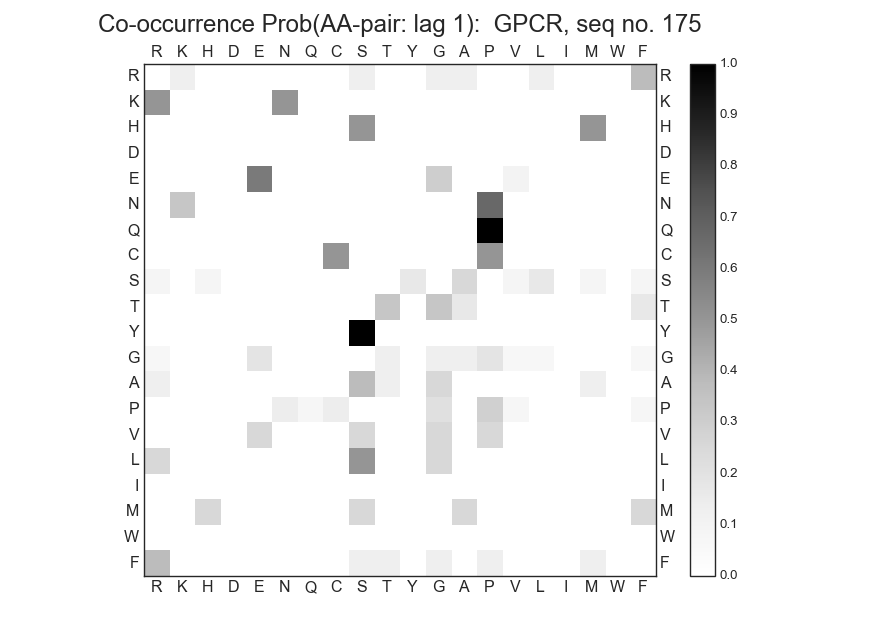 Co-occurrence Prob(AA-pair: lag 1):  GPCR, seq no. 175
R K H D E N Q C S T Y G A P V L I M W F
1.0
R R
K K
0.9
H H
D D
0.8
E E
N N
0.7
Q Q
C C
0.6
S S
T T
0.5
Y Y
G G
0.4
A A
P P
0.3
V V
L L
0.2
I I
M M
0.1
W W
F F
0.0
R K H D E N Q C S T Y G A P V L I M W F